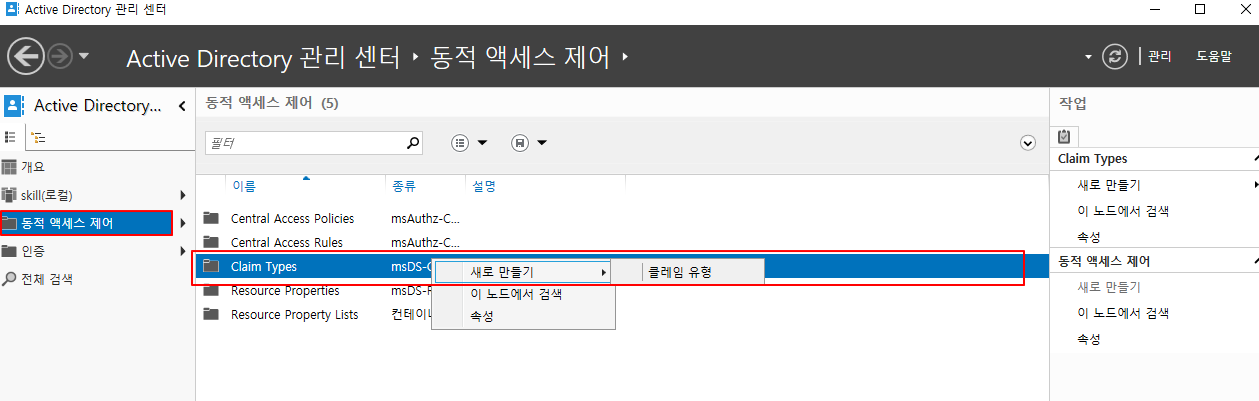 Active Directory 관리 센터
Active Directory 관리 센터 · 동적 액세스 제어 ·
관리
도움말
Active Directory...
개요
skill(로컬)
동적 액세스 제어
인증
전체 검색
동적 액세스 제어 (5)
필터
이름 종류 설명
Central Access Policies msAuthz-C...
Central Access Rules msAuthz-C...
Claim Types msDS-C
Resource Properties msDS-F
Resource Property Lists 컨테이너
새로 만들기
이 노드에서 검색
속성
클레임 유형
작업
Claim Types
새로 만들기
이 노드에서 검색
속성
동적 액세스 제어
새로 만들기
이 노드에서 검색
속성